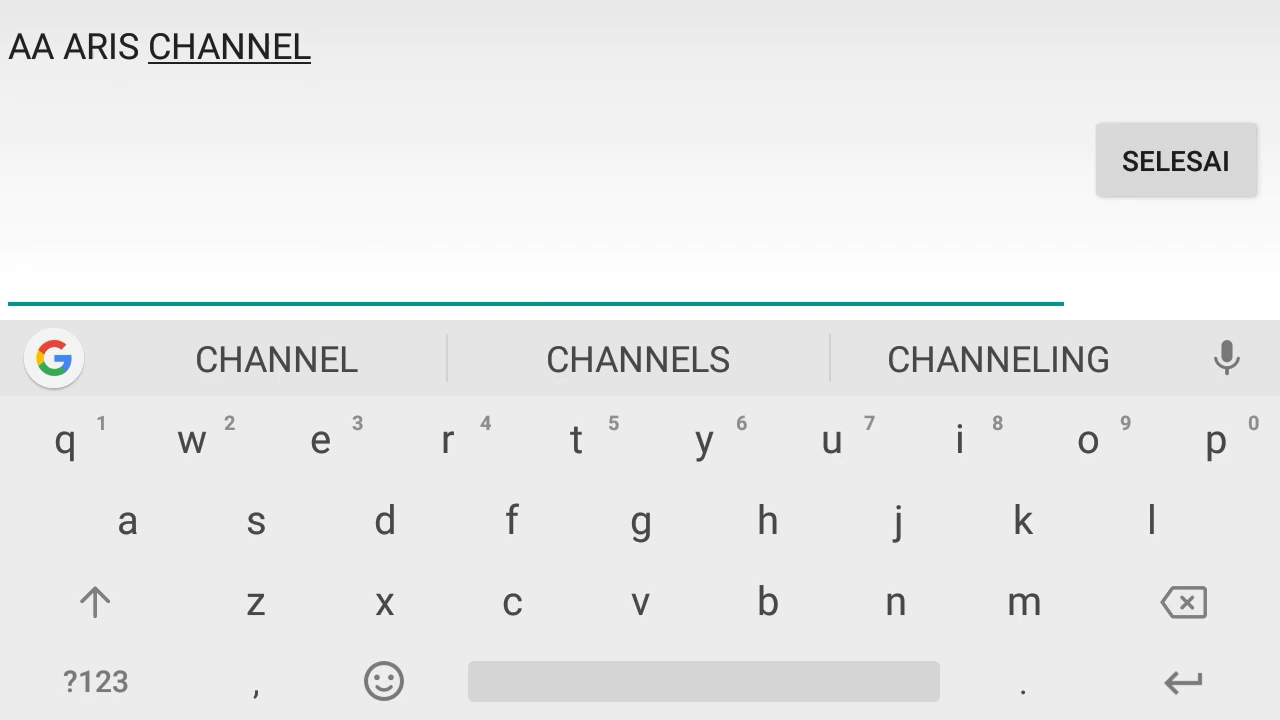 AA ARIS CHANNEL
SELESAI
CHANNEL CHANNELS CHANNELING
q 1 w 2 e 3 r 4 t 5 y 6 u 7 i 8 o 9 p 0
a s d f g h j k l
z x c v b n m
?123 , .